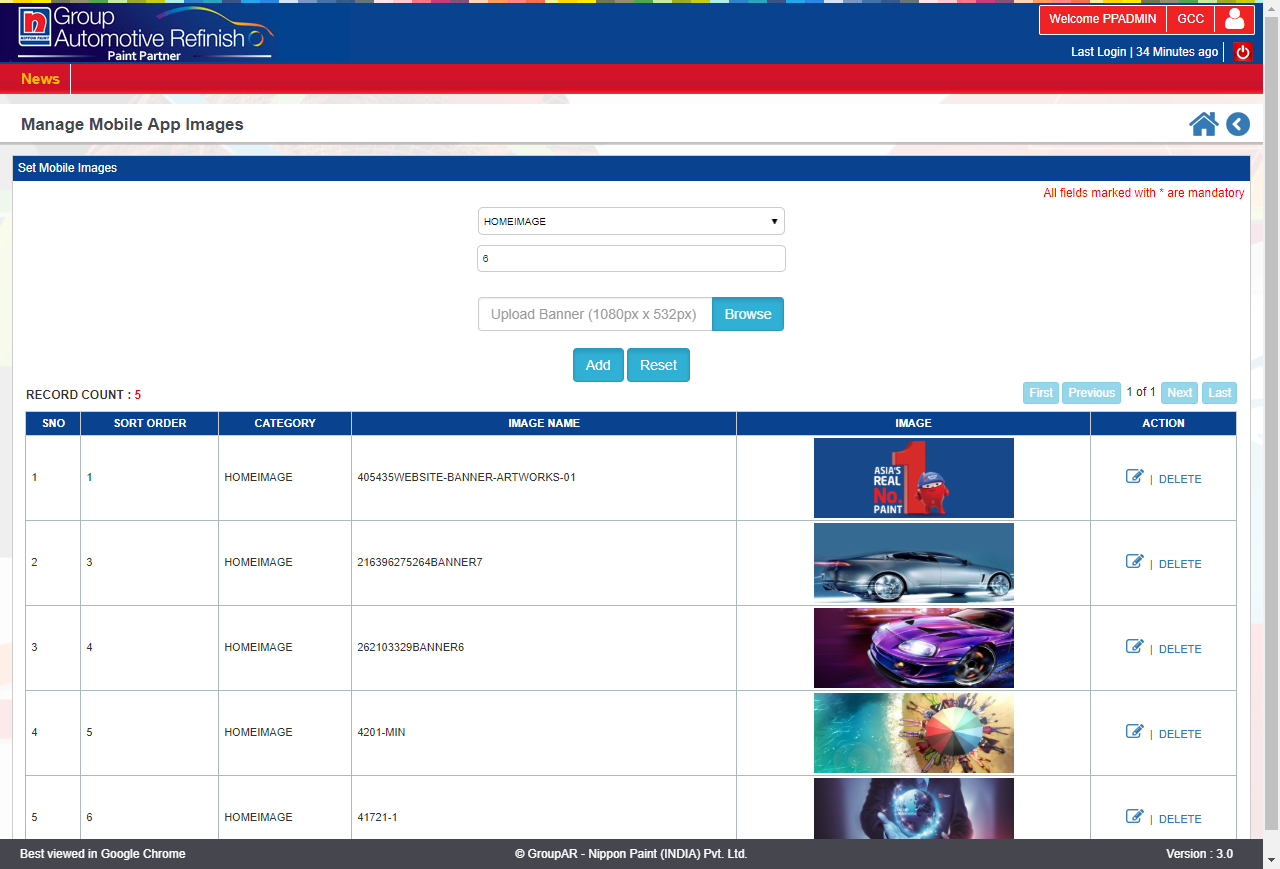 n
NIPPON PAINT
Group
Automotive Refinish
Paint Partner
Welcome PPADMIN GCC
Last Login | 34 Minutes ago
News
Manage Mobile App Images
Set Mobile Images
All fields marked with * are mandatory
HOMEIMAGE
6
Upload Banner (1080px x 532px) Browse
Add Reset
RECORD COUNT : 5
First Previous 1 of 1 Next Last
SNO SORT ORDER CATEGORY IMAGE NAME IMAGE ACTION
1 1 HOMEIMAGE 405435WEBSITE-BANNER-ARTWORKS-01 | DELETE
ASIA'S
REAL
No.
PAINT
1
2 3 HOMEIMAGE 216396275264BANNER7 | DELETE
3 4 HOMEIMAGE 262103329BANNER6 | DELETE
4 5 HOMEIMAGE 4201-MIN | DELETE
5 6 HOMEIMAGE 41721-1 | DELETE
Best viewed in Google Chrome © GroupAR - Nippon Paint (INDIA) Pvt. Ltd. Version : 3.0